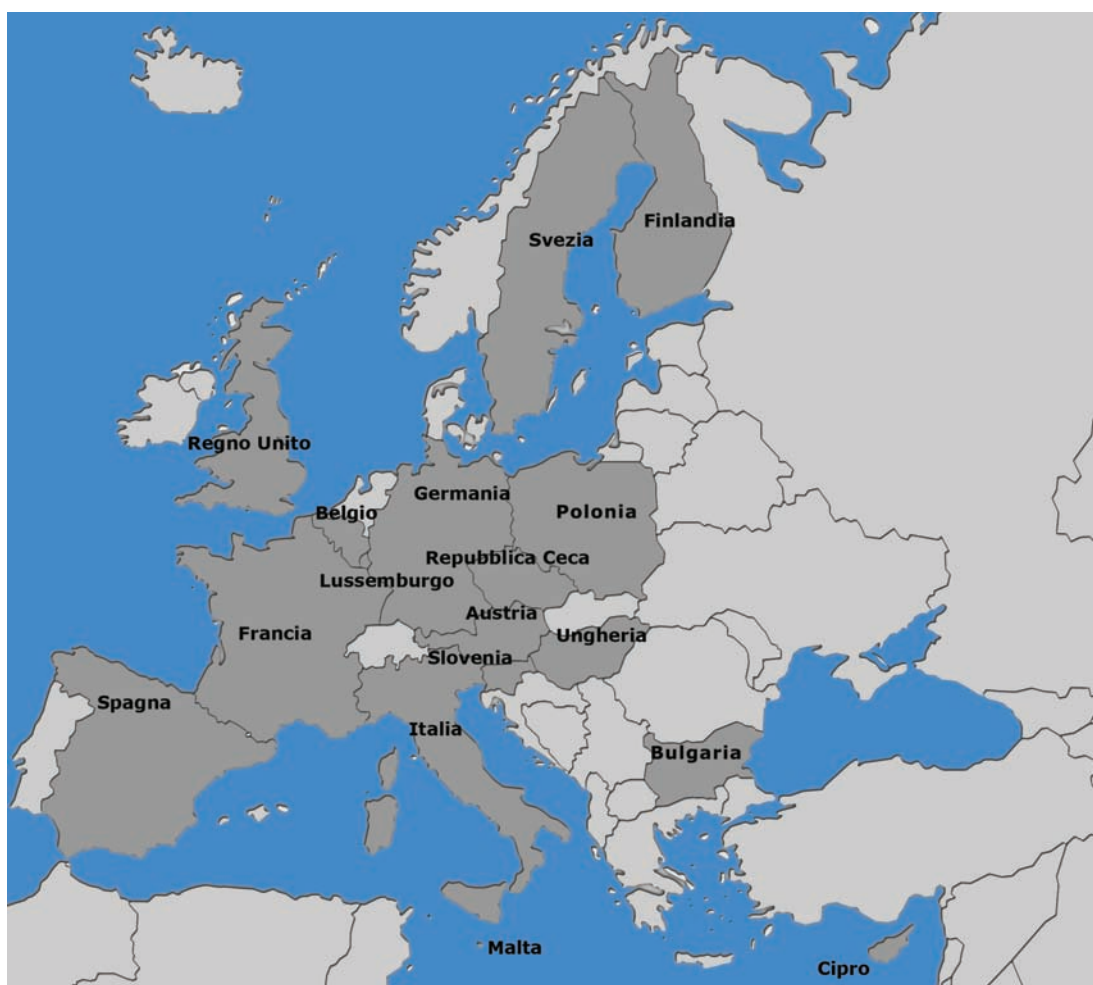 Finlandia
Svezia
Regno Unito
Germania
Belgio
Polonia
Repubblica Ceca
Lussemburgo
Austria
Francia
Ungheria
Slovenia
Spagna
Italia
Bulgaria
Malta
Cipro